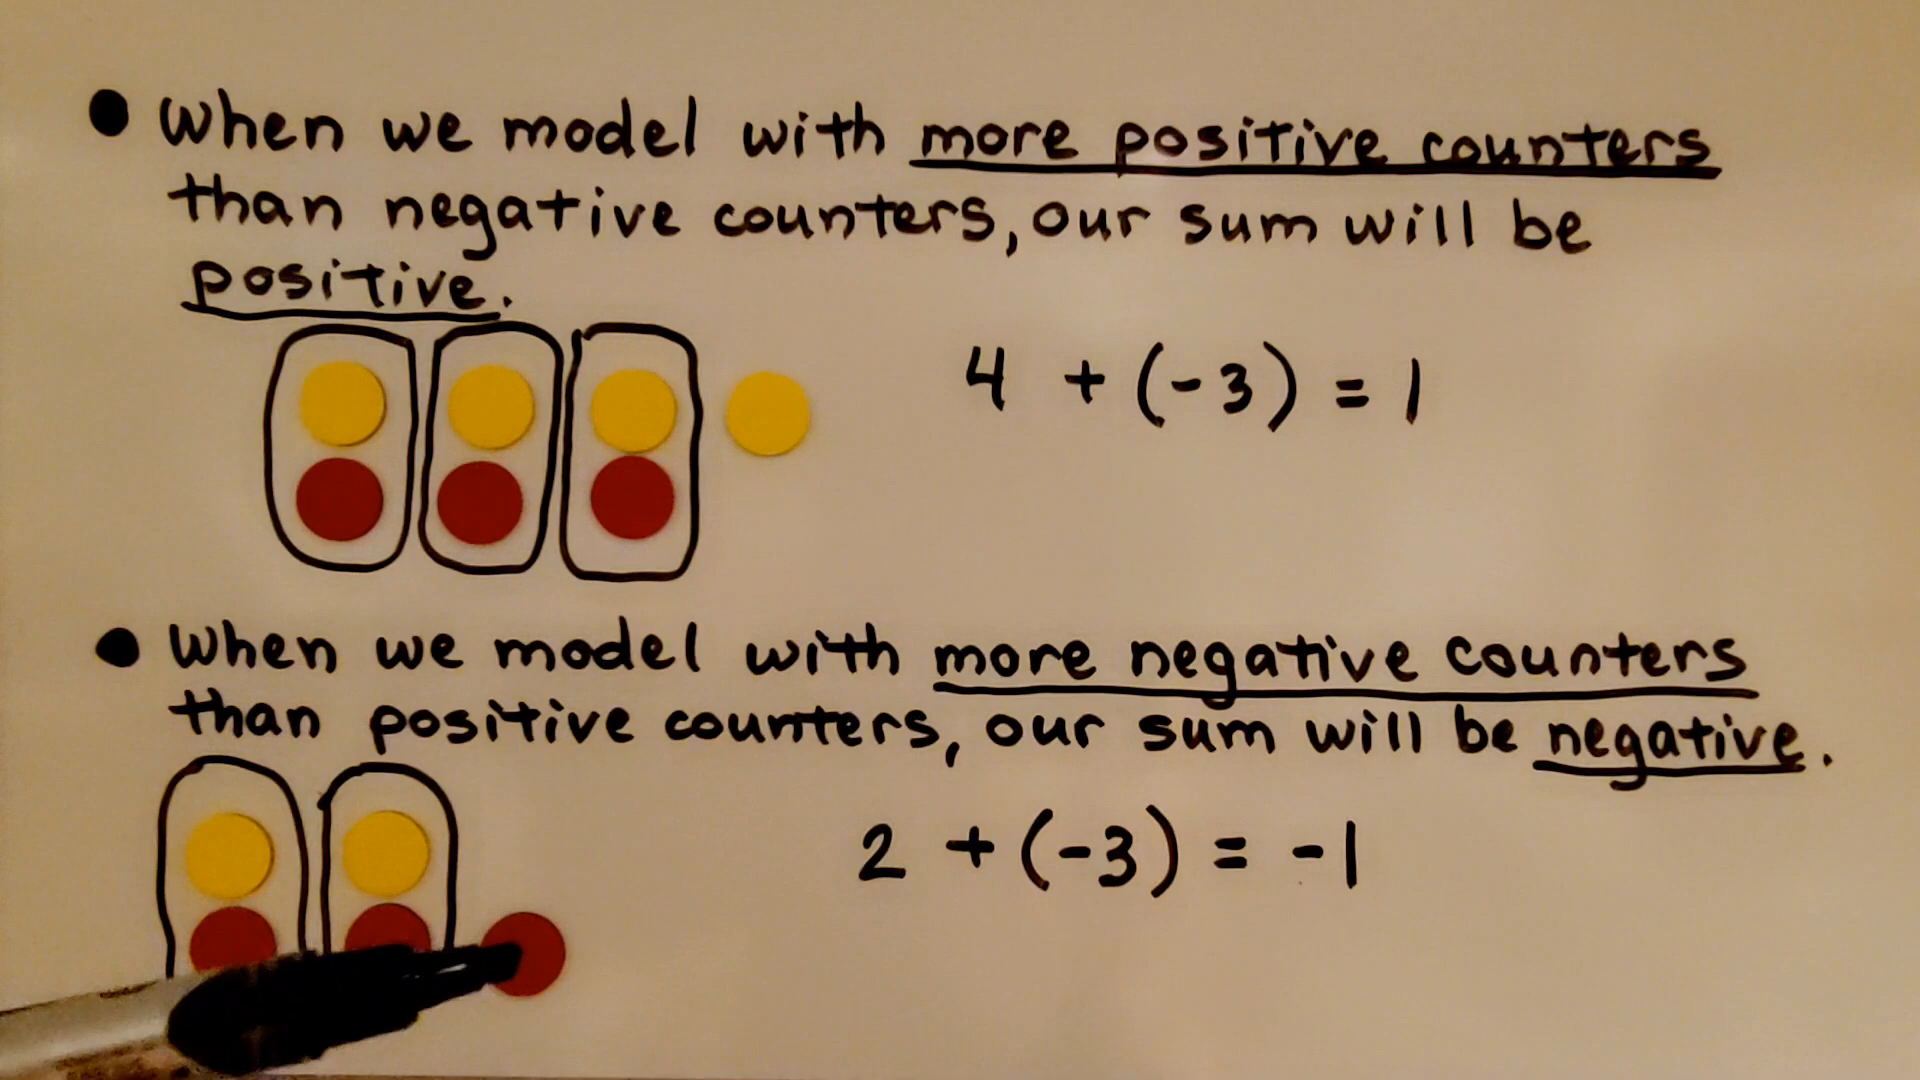 • When we model with more positive counters
than negative counters, our sum will be
positive.
4 + (-3) = 1
• When we model with more negative counters
than positive counters, our sum will be negative.
2 + (-3) = -1